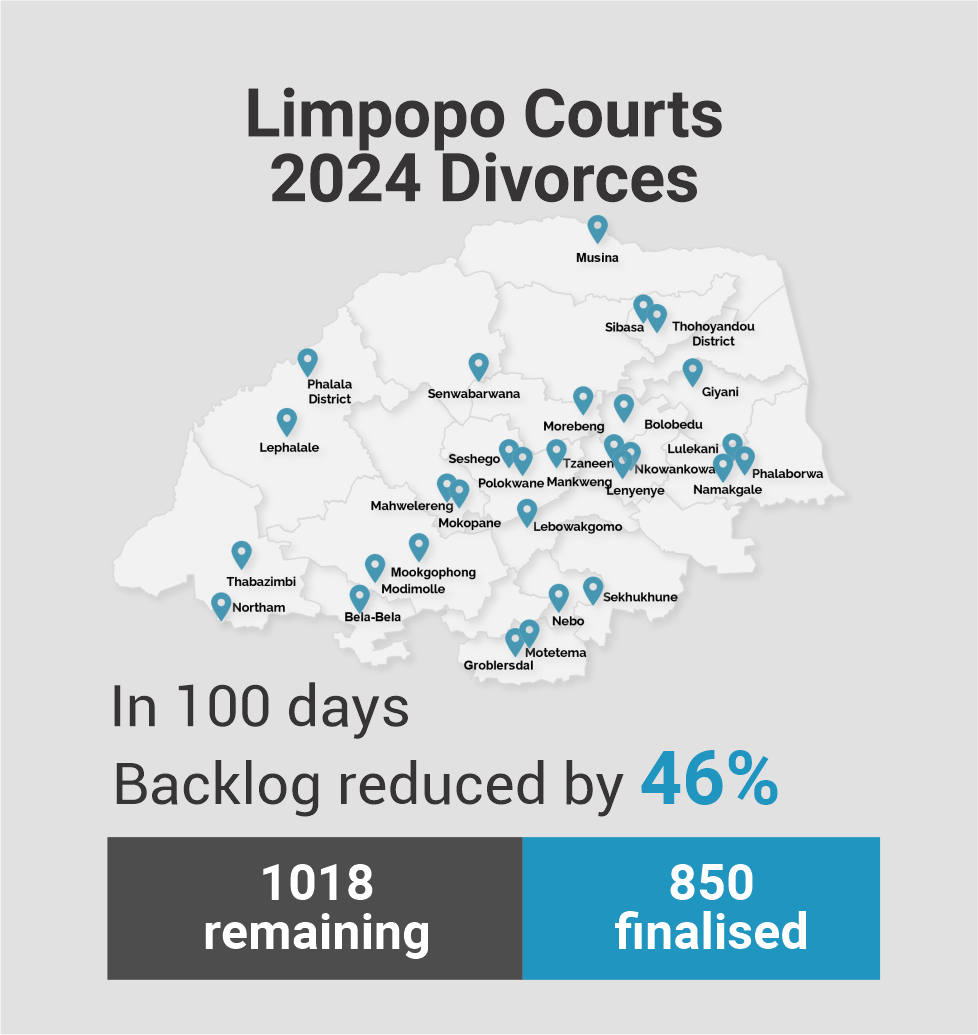 Limpopo Courts
2024 Divorces
Musina
Sibasa
Thohoyandou
District
Phalala
District
Senwabarwana
Giyani
Lephalale
Morebeng
Bolobedu
Seshego
Polokwane
Tzaneen
Mankweng
Nkowankowa
Lenyenye
Lulekani
Phalaborwa
Namakgale
Mahwelereng
Mokopane
Lebowakgomo
Thabazimbi
Mookgophong
Modimolle
Northam
Bela-Bela
Sekhukhune
Nebo
Motetema
Groblersdal
In 100 days
Backlog reduced by 46%
1018
remaining
850
finalised